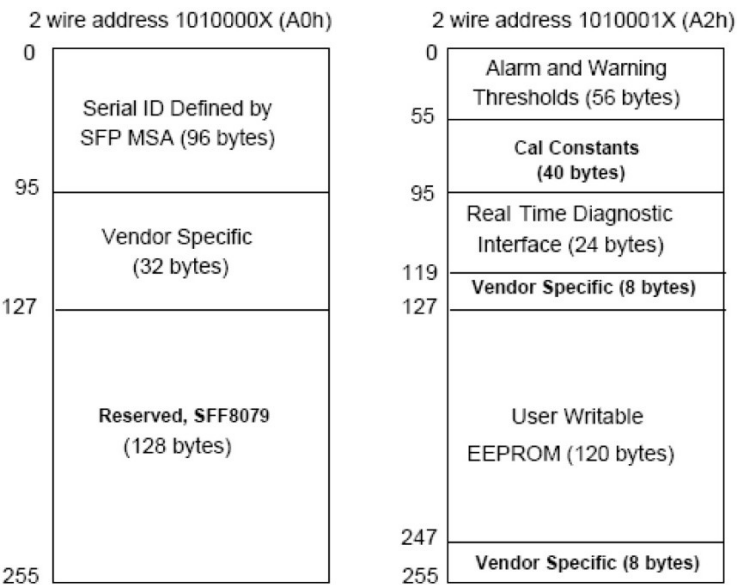 2 wire address 1010000X (A0h)
0
Serial ID Defined by
SFP MSA (96 bytes)
95
Vendor Specific
(32 bytes)
127
Reserved, SFF8079
(128 bytes)
255
2 wire address 1010001X (A2h)
0
Alarm and Warning
Thresholds (56 bytes)
55
Cal Constants
(40 bytes)
95
Real Time Diagnostic
Interface (24 bytes)
119
Vendor Specific (8 bytes)
127
User Writable
EEPROM (120 bytes)
247
Vendor Specific (8 bytes)
255